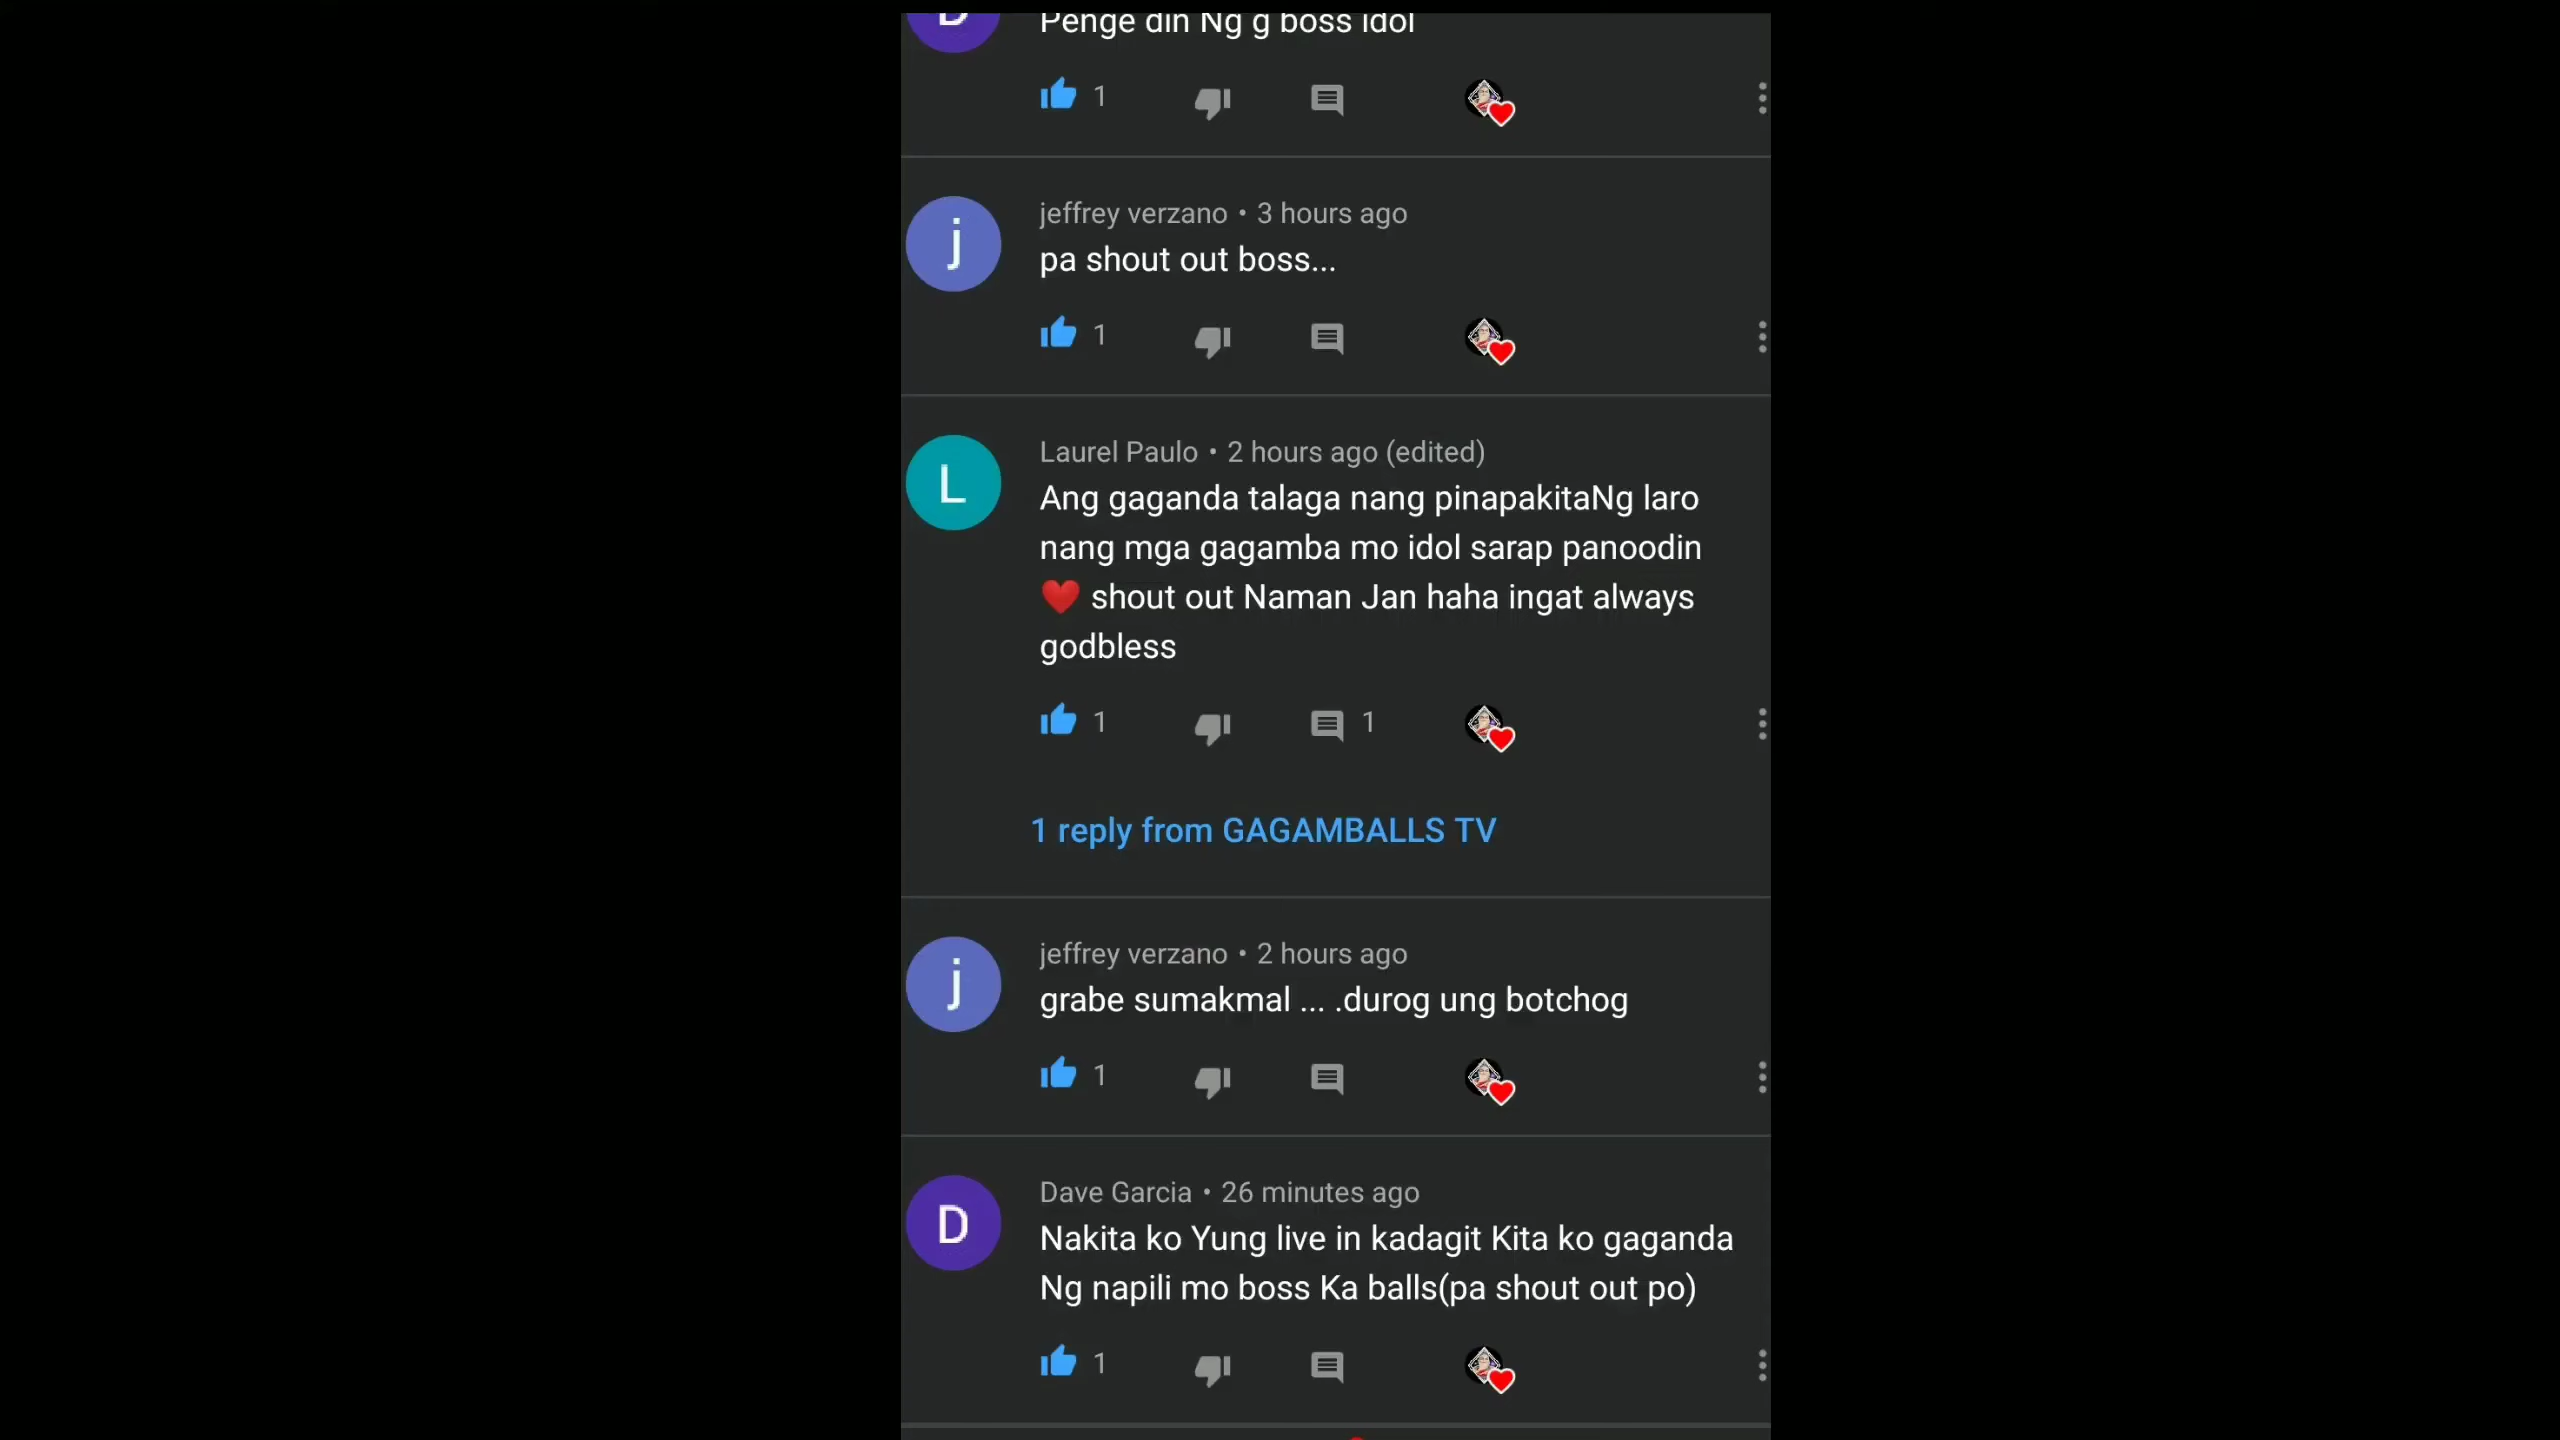 Penge din Ng g boss idol
1
jeffrey verzano • 3 hours ago
pa shout out boss...
1
Laurel Paulo • 2 hours ago (edited)
Ang gaganda talaga nang pinapakitaNg laro
nang mga gagamba mo idol sarap panoodin
❤️ shout out Naman Jan haha ingat always
godbless
1 1
1 reply from GAGAMBALLS TV
jeffrey verzano • 2 hours ago
grabe sumakmal ... .durog ung botchog
1
Dave Garcia • 26 minutes ago
Nakita ko Yung live in kadagit Kita ko gaganda
Ng napili mo boss Ka balls(pa shout out po)
1
D
j
L
j
D